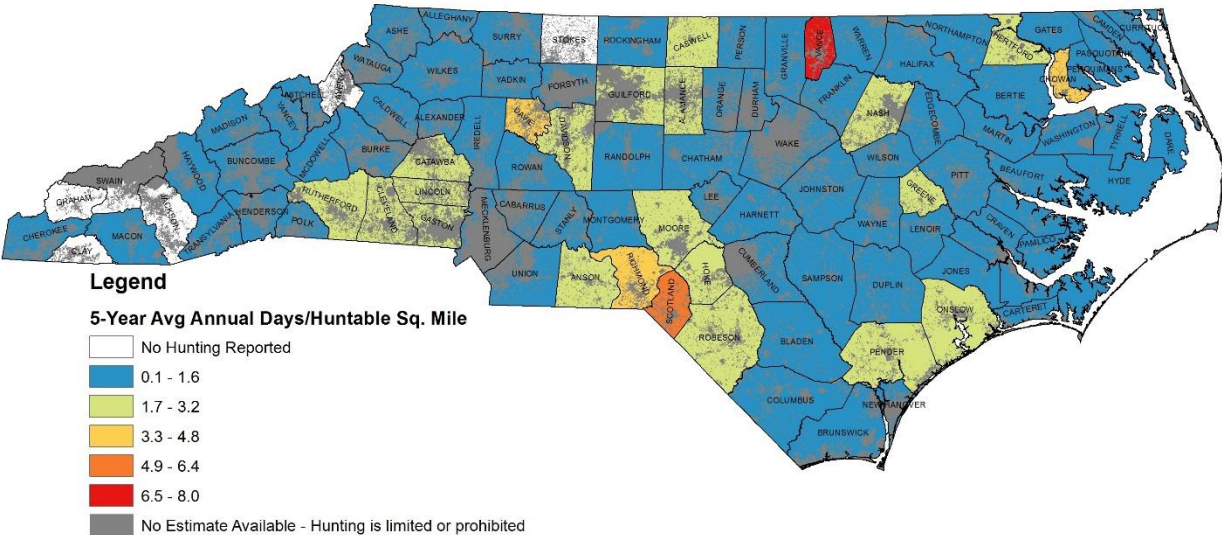 ALLEGHANY
ASHE
SURRY
STOKES
ROCKINGHAM
CASWELL
PERSON
GRANVILLE
VANCE
WARREN
NORTHAMPTON
HERTFORD
GATES
CAMDEN
CURRITUCK
PASQUOTANK
PERQUIMANS
CHOWAN
HALIFAX
WATAUGA
WILKES
YADKIN
FORSYTH
GUILFORD
ALAMANCE
ORANGE
DURHAM
FRANKLIN
NASH
EDGECOMBE
BERTIE
MITCHELL
AVERY
YANCEY
MADISON
CALDWELL
ALEXANDER
IREDELL
DAVIE
DAVIDSON
RANDOLPH
CHATHAM
WAKE
WILSON
MARTIN
WASHINGTON
TYRRELL
DARE
HAYWOOD
BUNCOMBE
MCDOWELL
BURKE
CATAWBA
ROWAN
JOHNSTON
GREENE
PITT
BEAUFORT
HYDE
SWAIN
GRAHAM
JACKSON
RUTHERFORD
CLEVELAND
LINCOLN
GASTON
MECKLENBURG
CABARRUS
STANLY
MONTGOMERY
MOORE
LEE
HARNETT
WAYNE
LENOIR
CRAVEN
PAMLICO
CHEROKEE
CLAY
MACON
TRANSYLVANIA
HENDERSON
POLK
UNION
ANSON
RICHMOND
SCOTLAND
HOKE
CUMBERLAND
SAMPSON
DUPLIN
JONES
ONSLOW
CARTERET
ROBESON
BLADEN
PENDER
COLUMBUS
NEW HANOVER
BRUNSWICK
Legend
5-Year Avg Annual Days/Huntable Sq. Mile
No Hunting Reported
0.1 - 1.6
1.7 - 3.2
3.3 - 4.8
4.9 - 6.4
6.5 - 8.0
No Estimate Available - Hunting is limited or prohibited